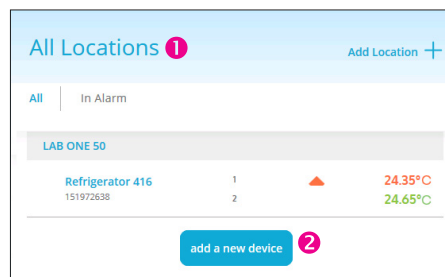 All Locations 1
Add Location +
All | In Alarm
LAB ONE 50
Refrigerator 416 1 24.35°C
151972638 2 24.65°C
add a new device 2